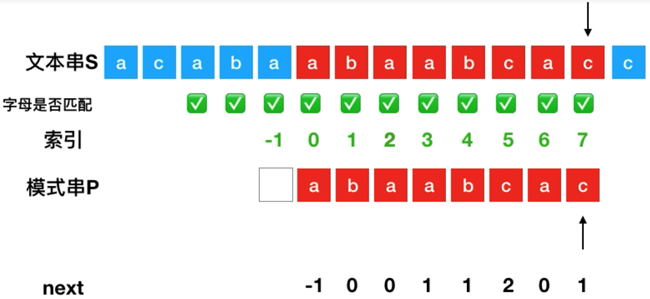 文本串S a c a b a a b a a b c a c c
字母是否匹配
索引 -1 0 1 2 3 4 5 6 7
模式串P a b a a b c a c
next -1 0 0 1 1 2 0 1